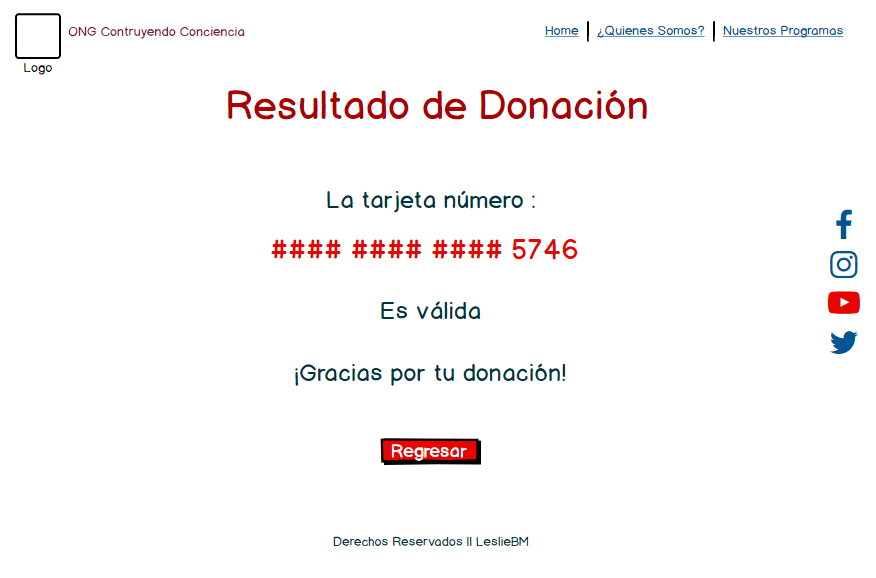 ONG Contruyendo Conciencia
Home
¿Quienes Somos?
Nuestros Programas
Logo
Resultado de Donación
La tarjeta número :
#### #### #### 5746
Es válida
¡Gracias por tu donación!
Regresar
Derechos Reservados || LeslieBM